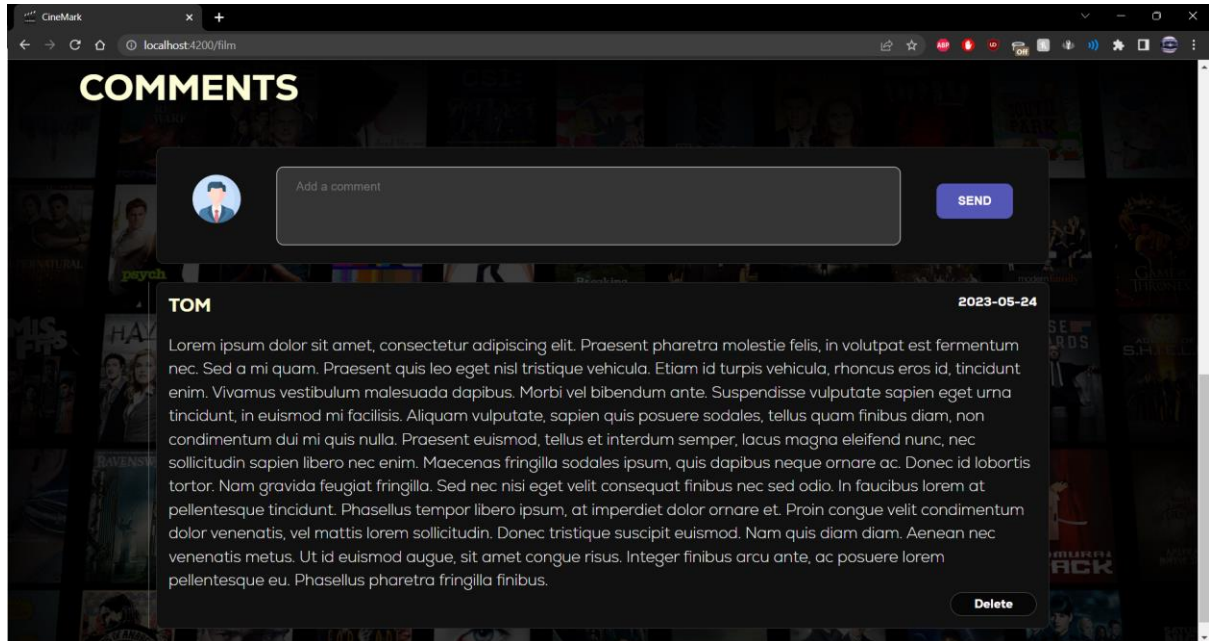 CineMark
localhost:4200/film
ABP
UD
Off
COMMENTS
Add a comment
SEND
psych
TOM
2023-05-24
Lorem ipsum dolor sit amet, consectetur adipiscing elit. Praesent pharetra molestie felis, in volutpat est fermentum
nec. Sed a mi quam. Praesent quis leo eget nisl tristique vehicula. Etiam id turpis vehicula, rhoncus eros id, tincidunt
enim. Vivamus vestibulum malesuada dapibus. Morbi vel bibendum ante. Suspendisse vulputate sapien eget urna
tincidunt, in euismod mi facilisis. Aliquam vulputate, sapien quis posuere sodales, tellus quam finibus diam, non
condimentum dui mi quis nulla. Praesent euismod, tellus et interdum semper, lacus magna eleifend nunc, nec
sollicitudin sapien libero nec enim. Maecenas fringilla sodales ipsum, quis dapibus neque ornare ac. Donec id lobortis
tortor. Nam gravida feugiat fringilla. Sed nec nisi eget velit consequat finibus nec sed odio. In faucibus lorem at
pellentesque tincidunt. Phasellus tempor libero ipsum, at imperdiet dolor ornare et. Proin congue velit condimentum
dolor venenatis, vel mattis lorem sollicitudin. Donec tristique suscipit euismod. Nam quis diam diam. Aenean nec
venenatis metus. Ut id euismod augue, sit amet congue risus. Integer finibus arcu ante, ac posuere lorem
pellentesque eu. Phasellus pharetra fringilla finibus.
Delete